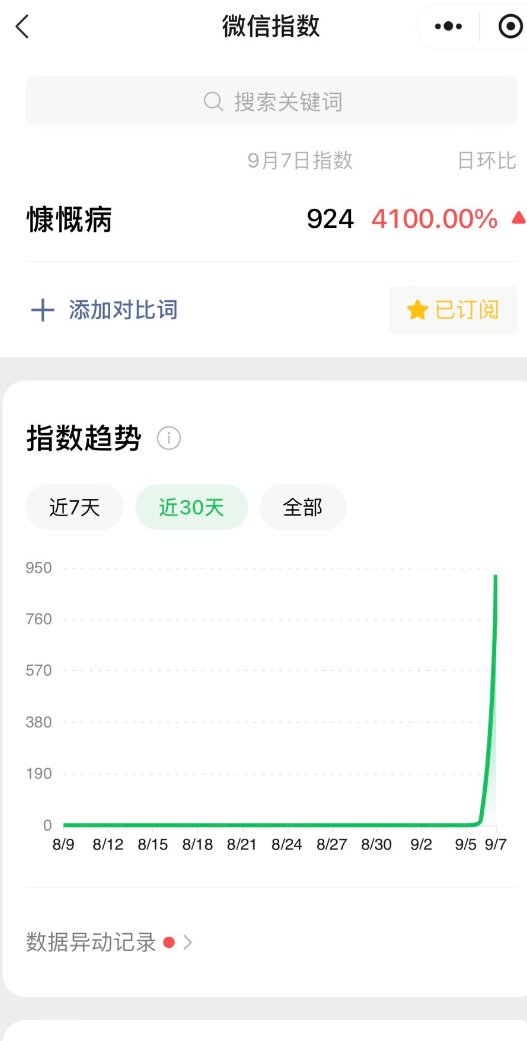 微信指数
搜索关键词
9月7日指数 日环比
慷慨病 924 4100.00%
添加对比词 已订阅
指数趋势
近7天 近30天 全部
950
760
570
380
190
0
8/9 8/12 8/15 8/18 8/21 8/24 8/27 8/30 9/2 9/5 9/7
数据异动记录